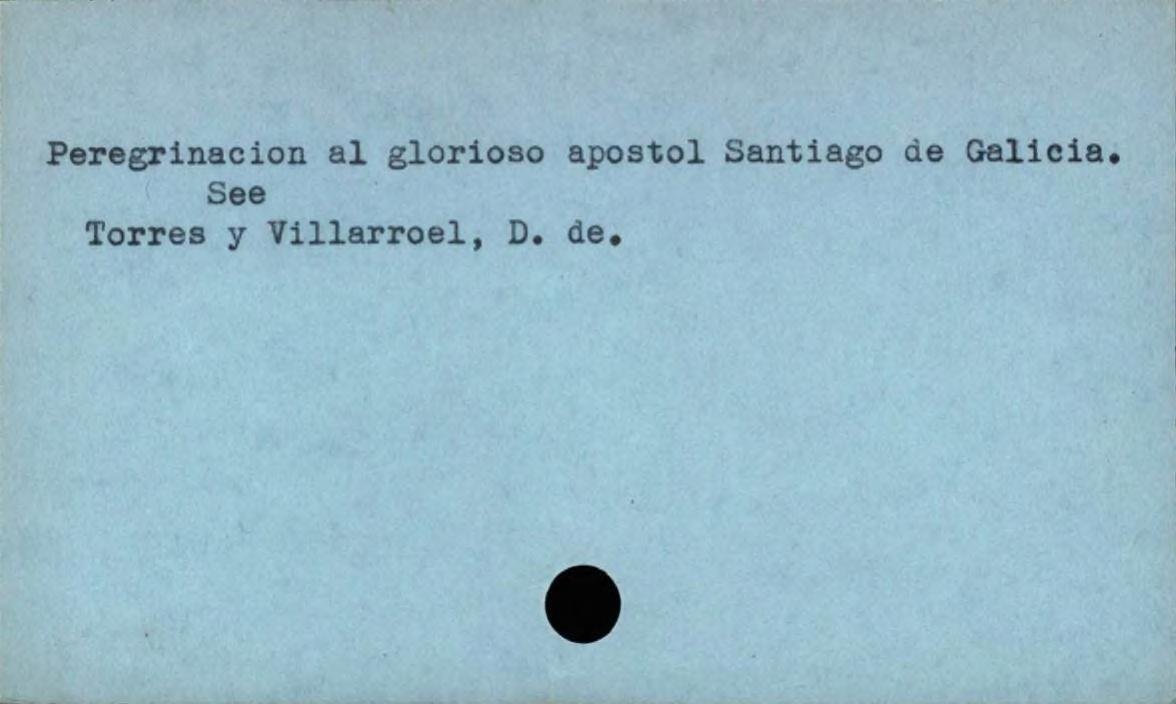 Peregrinacion al glorioso apostol Santiago de Galicia.
See
Torres y Villarroel, D. de.